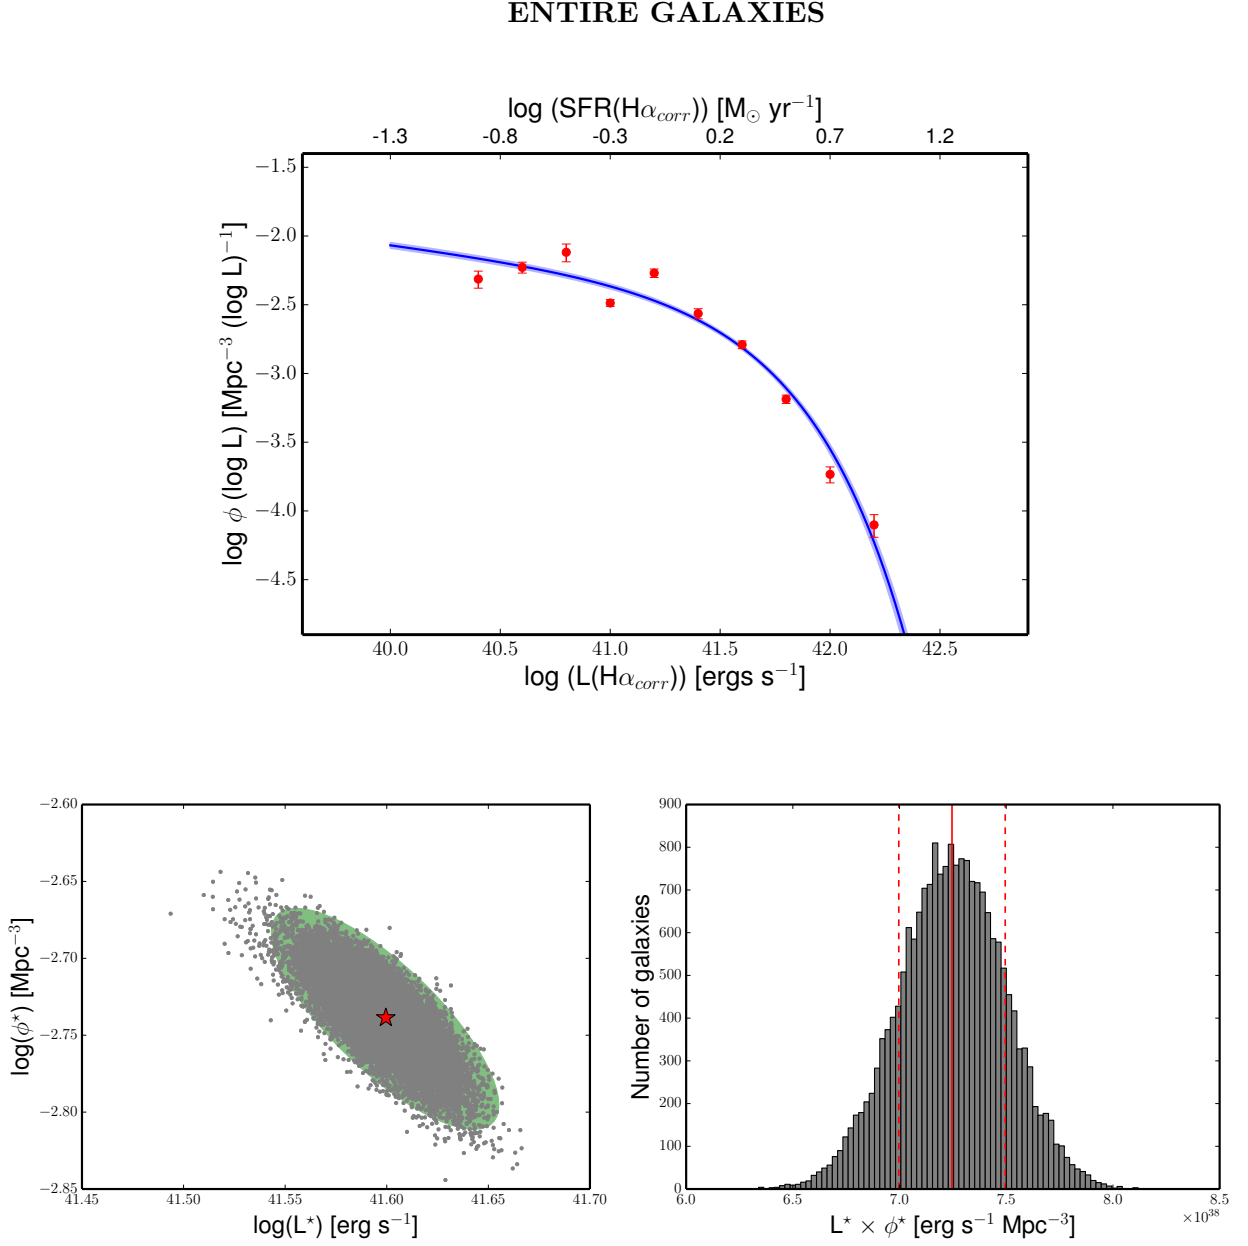 ENTIRE GALAXIES
log (SFR(Hα_corr)) [M⊙ yr⁻¹]
-1.3 -0.8 -0.3 0.2 0.7 1.2
−1.5
−2.0
−2.5
−3.0
−3.5
−4.0
−4.5
log ϕ (log L) [Mpc⁻³ (log L)⁻¹]
40.0 40.5 41.0 41.5 42.0 42.5
log (L(Hα_corr)) [ergs s⁻¹]
−2.60
−2.65
−2.70
−2.75
−2.80
−2.85
log(ϕ⋆) [Mpc⁻³]
41.45 41.50 41.55 41.60 41.65 41.70
log(L⋆) [erg s⁻¹]
900
800
700
600
500
400
300
200
100
0
Number of galaxies
6.0 6.5 7.0 7.5 8.0 8.5
×10³⁸
L⋆ × ϕ⋆ [erg s⁻¹ Mpc⁻³]